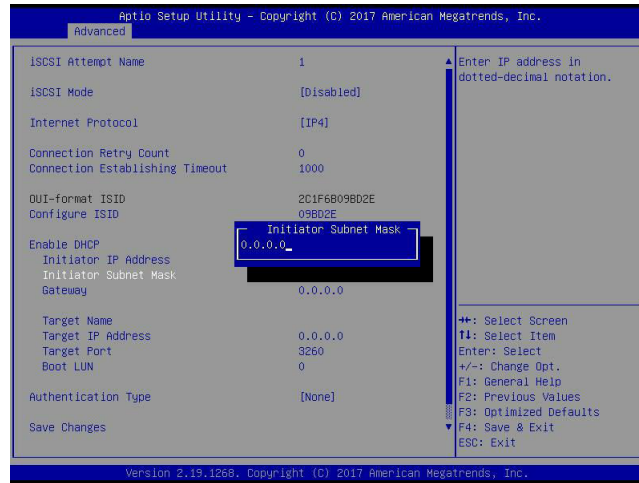 Aptio Setup Utility – Copyright (C) 2017 American Megatrends, Inc.
Advanced
iSCSI Attempt Name 1
iSCSI Mode [Disabled]
Internet Protocol [IP4]
Connection Retry Count 0
Connection Establishing Timeout 1000
OUI-format ISID 2C1F6B09BD2E
Configure ISID 09BD2E
Enable DHCP
Initiator IP Address
Initiator Subnet Mask
Gateway 0.0.0.0
Target Name
Target IP Address 0.0.0.0
Target Port 3260
Boot LUN 0
Authentication Type [None]
Save Changes
Initiator Subnet Mask
0.0.0.0_
Enter IP address in
dotted-decimal notation.
→←: Select Screen
↑↓: Select Item
Enter: Select
+/-: Change Opt.
F1: General Help
F2: Previous Values
F3: Optimized Defaults
F4: Save & Exit
ESC: Exit
Version 2.19.1268. Copyright (C) 2017 American Megatrends, Inc.